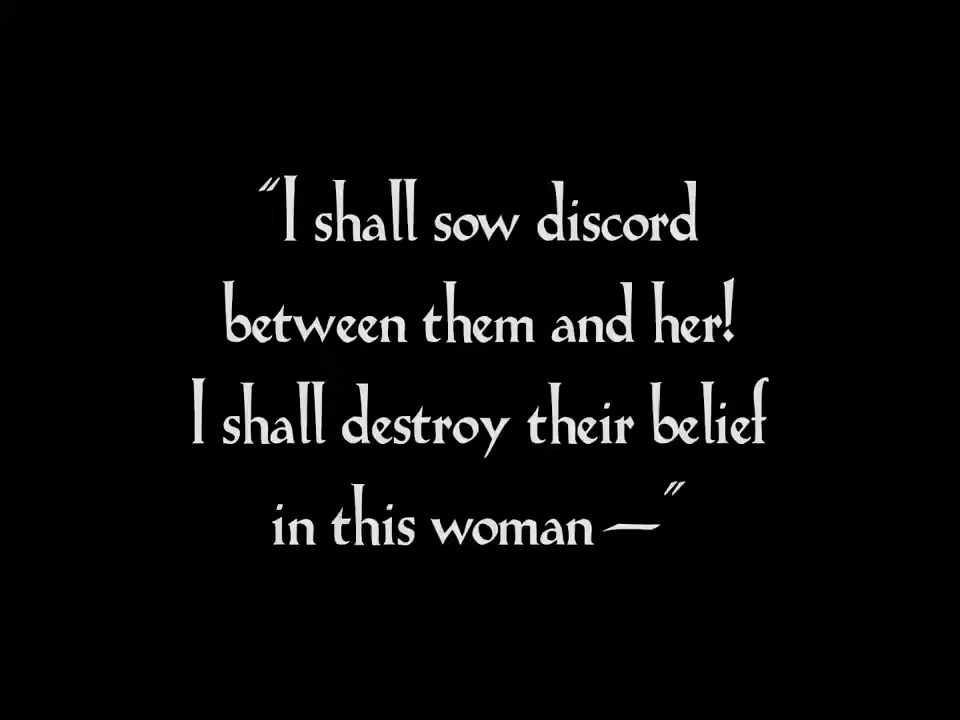 "I shall sow discord
between them and her!
I shall destroy their belief
in this woman —"